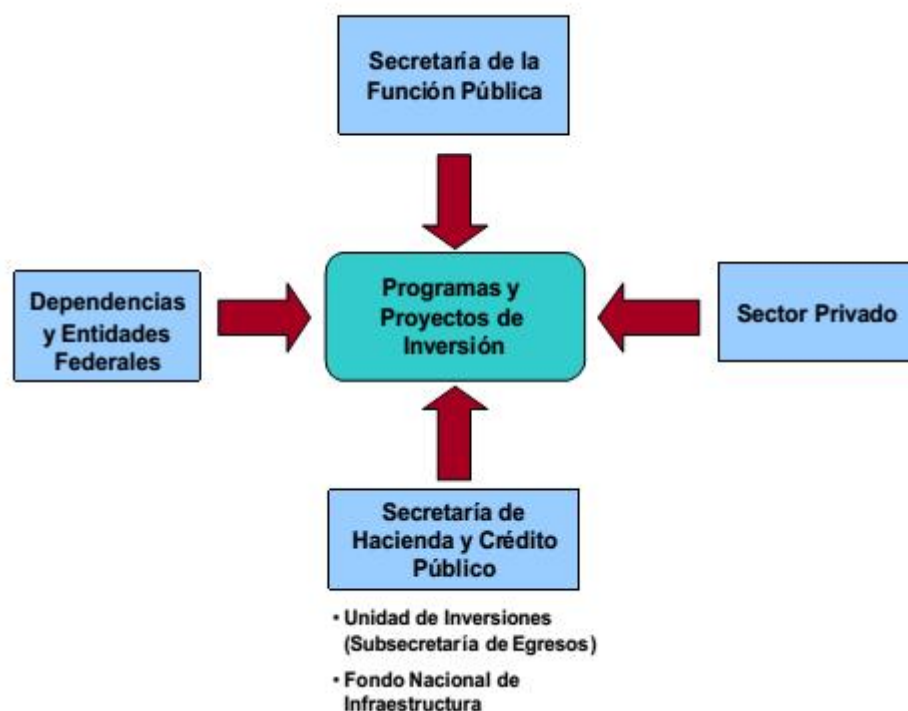 Secretaría de la
Función Pública
Dependencias
y Entidades
Federales
Programas y
Proyectos de
Inversión
Sector Privado
Secretaría de
Hacienda y Crédito
Público
• Unidad de Inversiones
(Subsecretaría de Egresos)
• Fondo Nacional de
Infraestructura